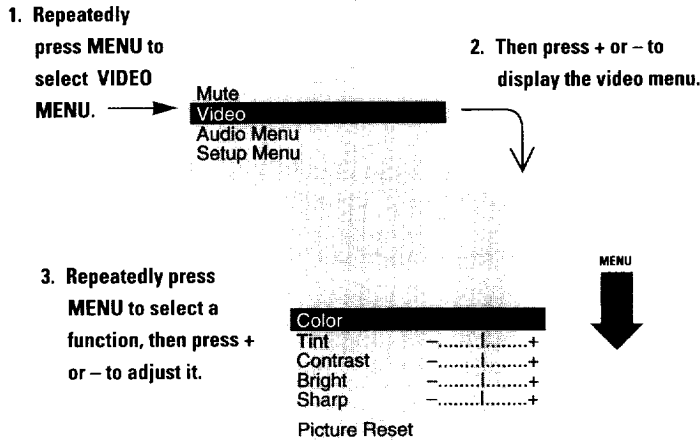 1. Repeatedly
press MENU to
select VIDEO
MENU.
2. Then press + or – to
display the video menu.
Mute
Video
Audio Menu
Setup Menu
3. Repeatedly press
MENU to select a
function, then press +
or – to adjust it.
MENU
Color
Tint –........|........+
Contrast –........|........+
Bright –........|........+
Sharp –........|........+
Picture Reset